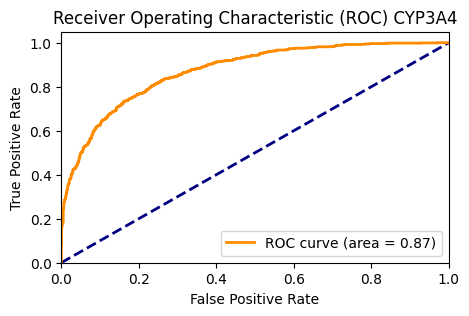 Receiver Operating Characteristic (ROC) CYP3A4
1.0
0.8
0.6
0.4
0.2
0.0
True Positive Rate
ROC curve (area = 0.87)
0.0 0.2 0.4 0.6 0.8 1.0
False Positive Rate